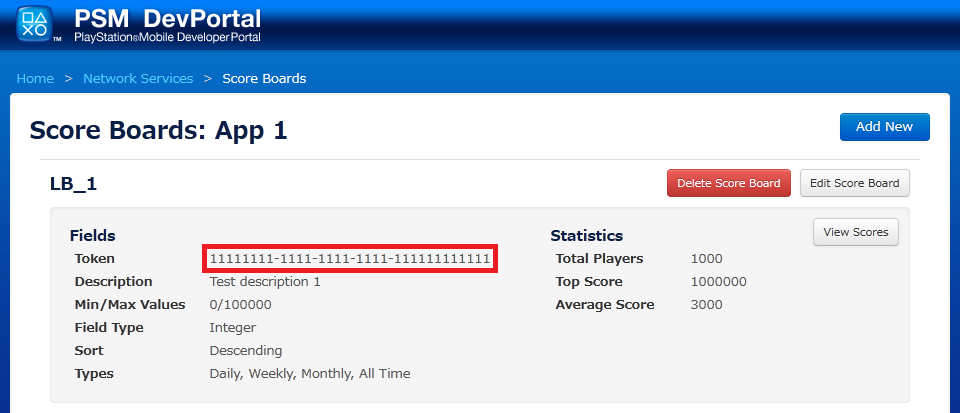 PSM DevPortal
PlayStation®Mobile Developer Portal
TM
Home > Network Services > Score Boards
Score Boards: App 1
Add New
LB_1
Delete Score Board
Edit Score Board
Fields
Token 11111111-1111-1111-1111-111111111111
Description Test description 1
Min/Max Values 0/100000
Field Type Integer
Sort Descending
Types Daily, Weekly, Monthly, All Time
Statistics
View Scores
Total Players 1000
Top Score 1000000
Average Score 3000